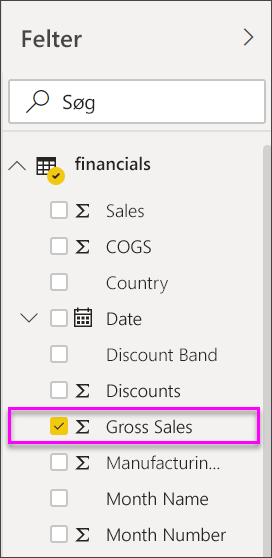 Felter
Søg
financials
Sales
COGS
Country
Date
Discount Band
Discounts
Gross Sales
Manufacturin...
Month Name
Month Number